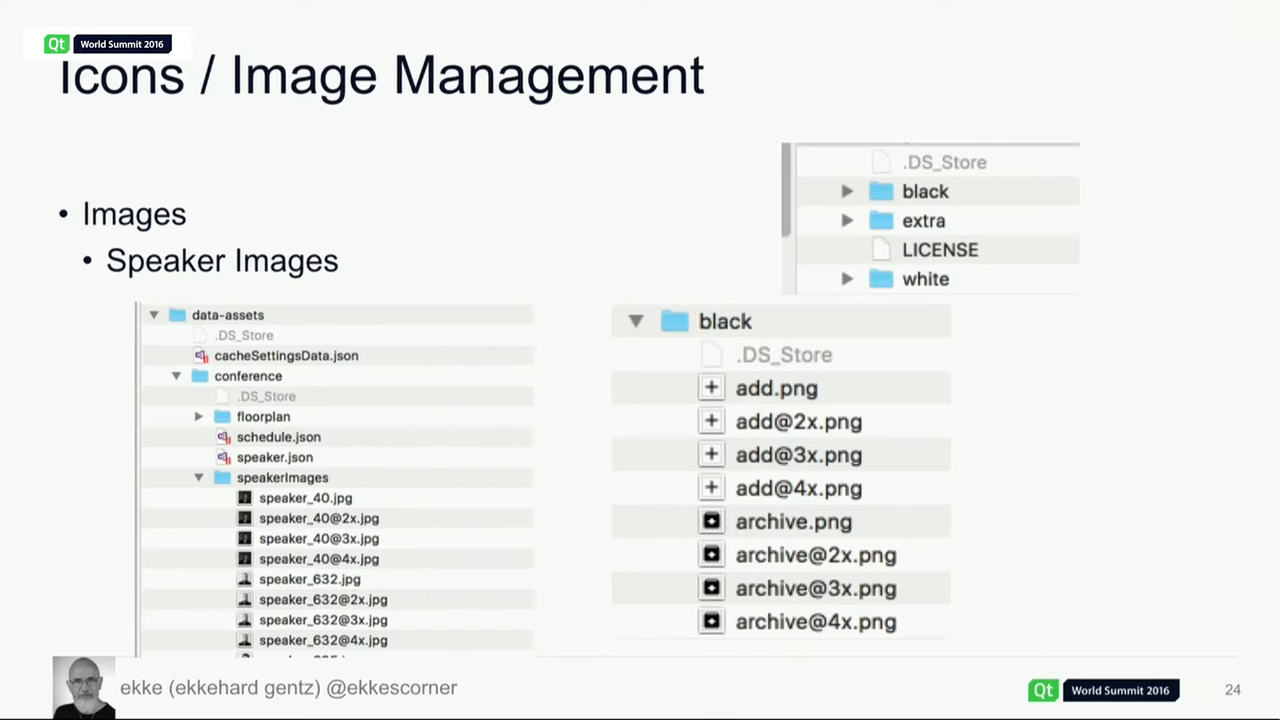 Qt World Summit 2016
Icons / Image Management
• Images
• Speaker Images
.DS_Store
black
extra
LICENSE
white
data-assets
.DS_Store
cacheSettingsData.json
conference
.DS_Store
floorplan
schedule.json
speaker.json
speakerImages
speaker_40.jpg
speaker_40@2x.jpg
speaker_40@3x.jpg
speaker_40@4x.jpg
speaker_632.jpg
speaker_632@2x.jpg
speaker_632@3x.jpg
speaker_632@4x.jpg
black
.DS_Store
add.png
add@2x.png
add@3x.png
add@4x.png
archive.png
archive@2x.png
archive@3x.png
archive@4x.png
ekke (ekkehard gentz) @ekkescorner
Qt World Summit 2016
24